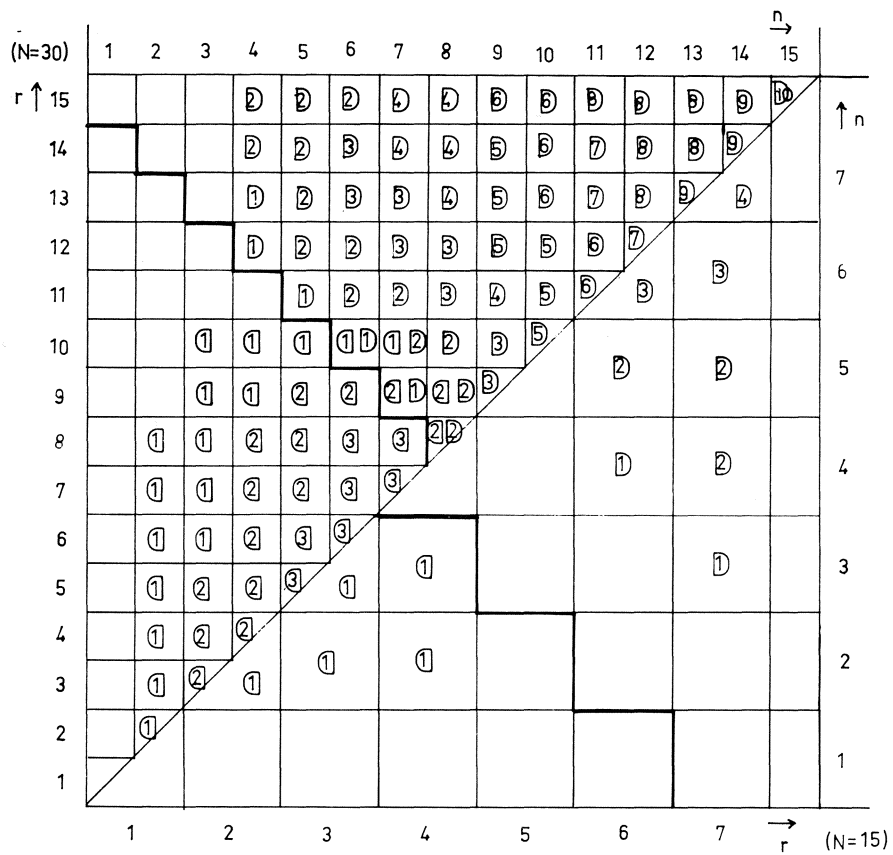 n →
(N=30) 1 2 3 4 5 6 7 8 9 10 11 12 13 14 15
r ↑ 15 2 2 2 4 4 6 6 8 8 8 9 10 ↑ n
14 2 2 3 4 4 5 6 7 8 8 9 7
13 1 2 3 3 4 5 6 7 8 9 4
12 1 2 2 3 3 5 5 6 7 3 6
11 1 2 2 3 4 5 6 3
10 1 1 1 1 1 1 2 2 3 5 2 2 5
9 1 1 2 2 2 1 2 2 3
8 1 1 2 2 3 3 2 2 1 2 4
7 1 1 2 2 3 3
6 1 1 2 3 3 1 1 3
5 1 2 2 3 1
4 1 2 2 1 1 2
3 1 2 1
2 1 1
1
1 2 3 4 5 6 7 → r (N=15)